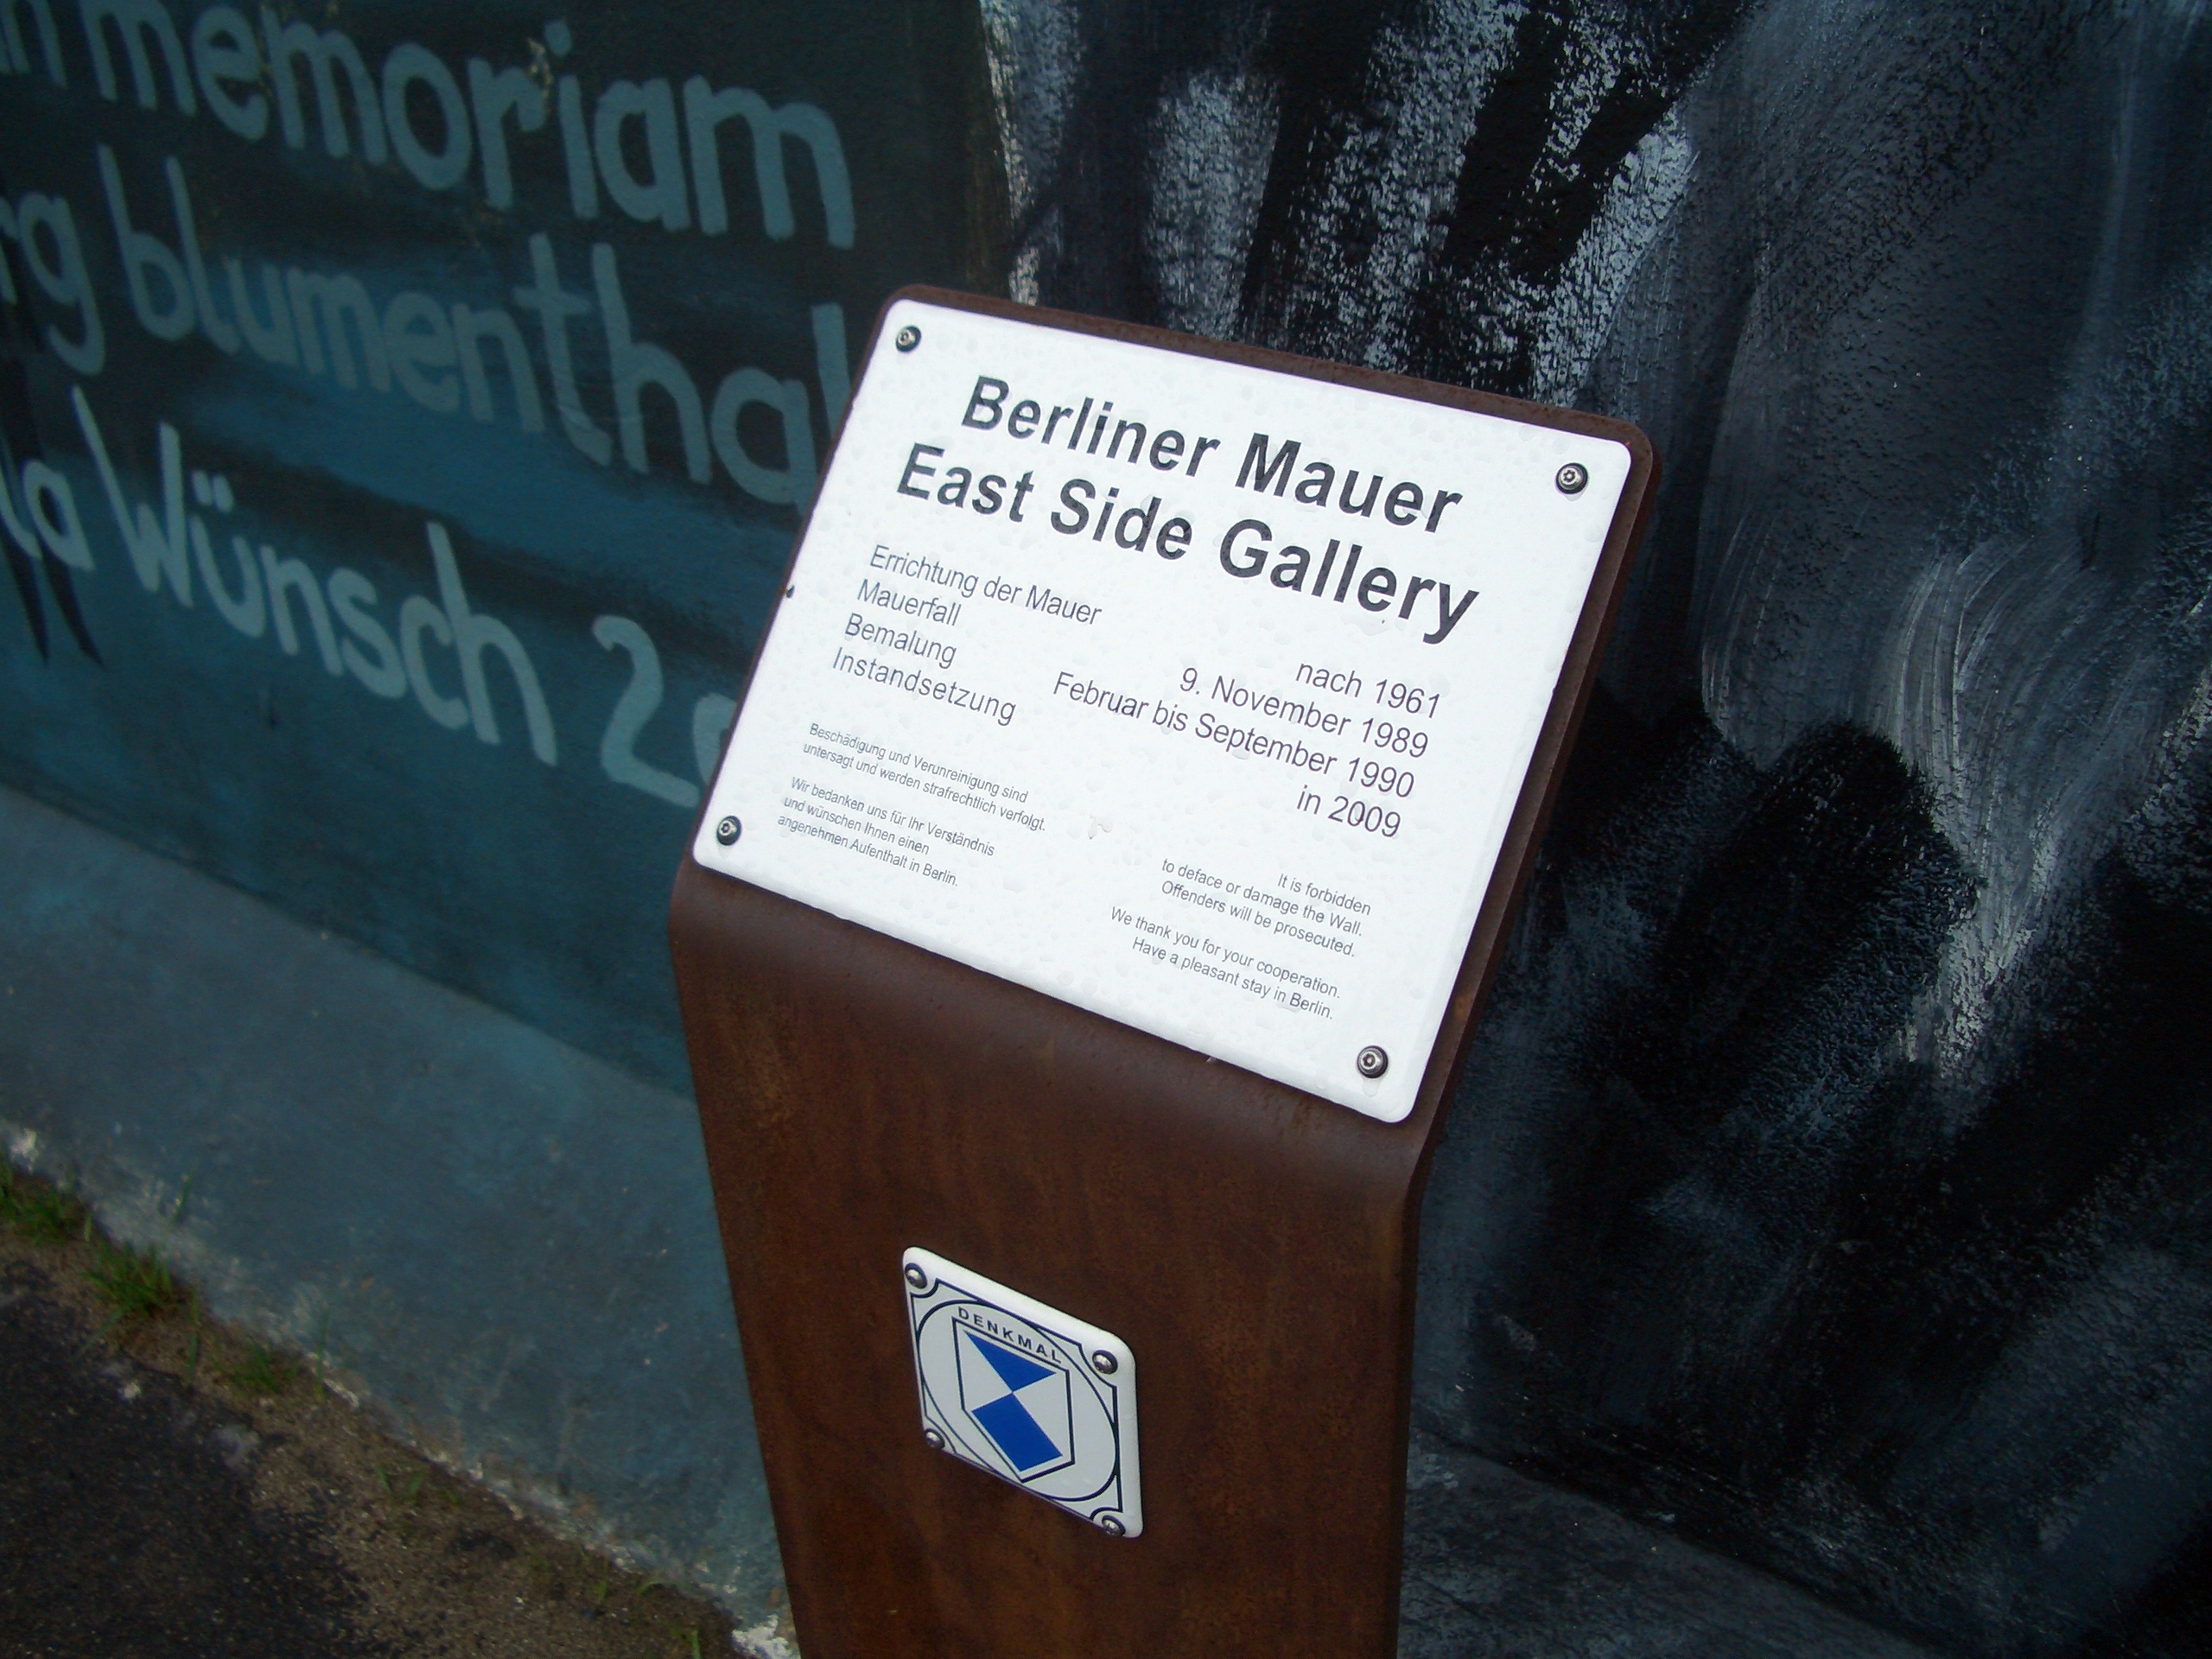 memoriam
blumenthal
Wünsch
Berliner Mauer
East Side Gallery
Errichtung der Mauer nach 1961
Mauerfall 9. November 1989
Bemalung Februar bis September 1990
Instandsetzung in 2009
Beschädigung und Verunreinigung sind
untersagt und werden strafrechtlich verfolgt.
Wir bedanken uns für Ihr Verständnis
und wünschen Ihnen einen
angenehmen Aufenthalt in Berlin.
It is forbidden
to deface or damage the Wall.
Offenders will be prosecuted.
We thank you for your cooperation.
Have a pleasant stay in Berlin.
DENKMAL